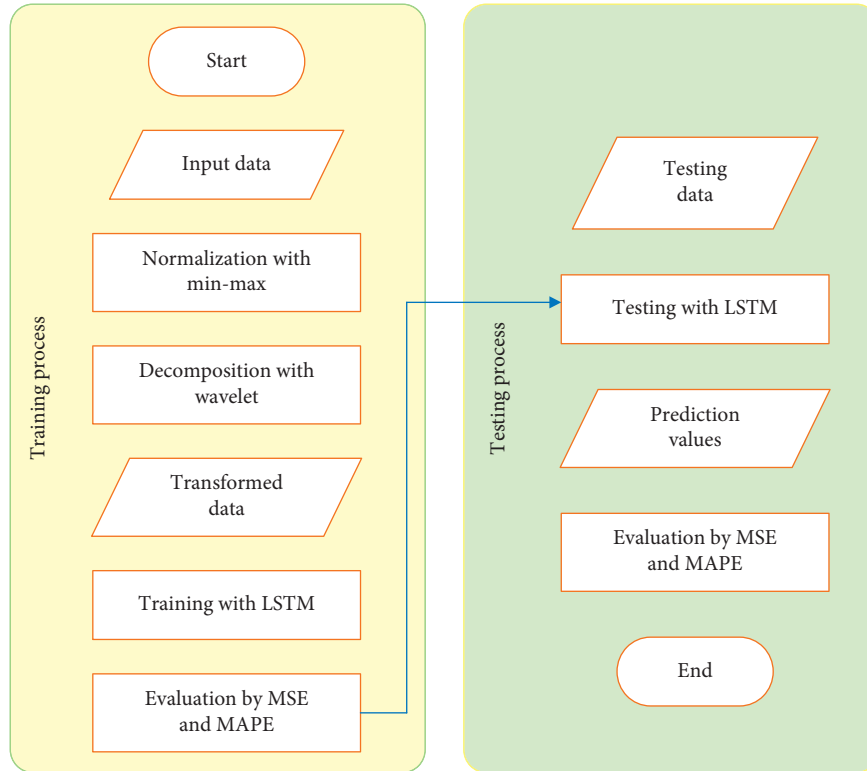 Training process
Start
Input data
Normalization with
min-max
Decomposition with
wavelet
Transformed
data
Training with LSTM
Evaluation by MSE
and MAPE
Testing process
Testing
data
Testing with LSTM
Prediction
values
Evaluation by MSE
and MAPE
End